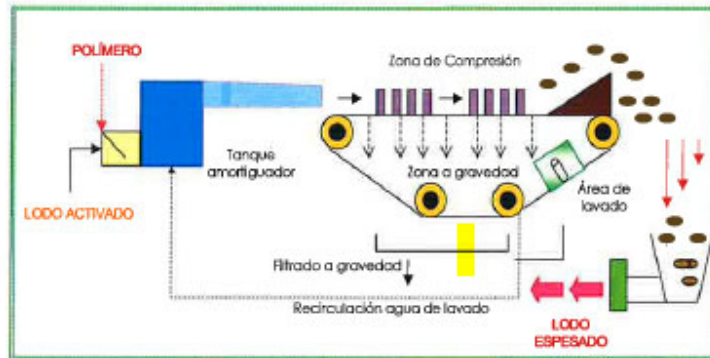 POLÍMERO
Zona de Compresión
Tanque
amortiguador
Zona a gravedad
Área de
lavado
LODO ACTIVADO
Filtrado a gravedad
Recirculación agua de lavado
LODO
ESPESADO